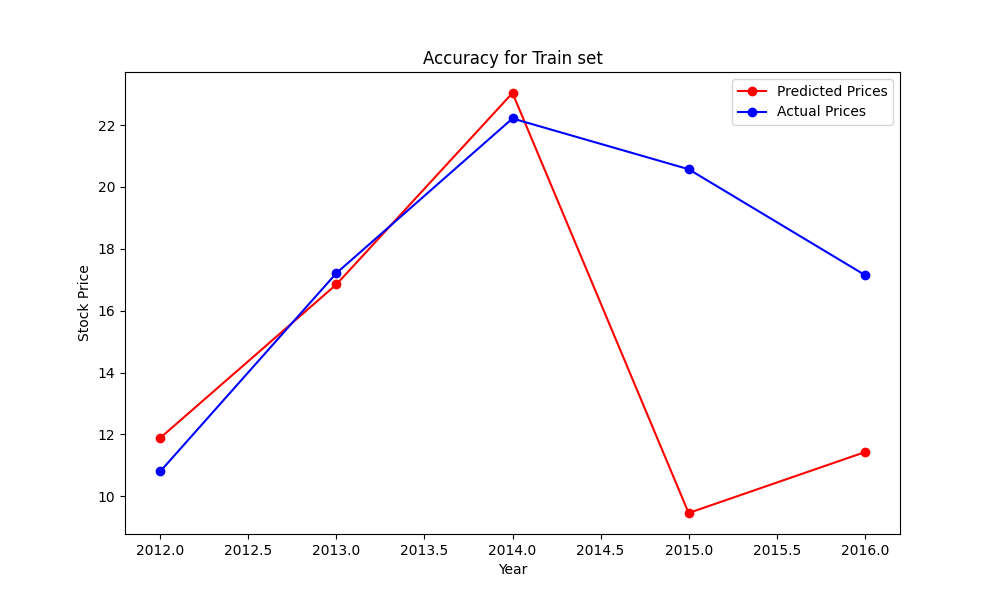 Accuracy for Train set
Predicted Prices
Actual Prices
Stock Price
22
20
18
16
14
12
10
2012.0 2012.5 2013.0 2013.5 2014.0 2014.5 2015.0 2015.5 2016.0
Year